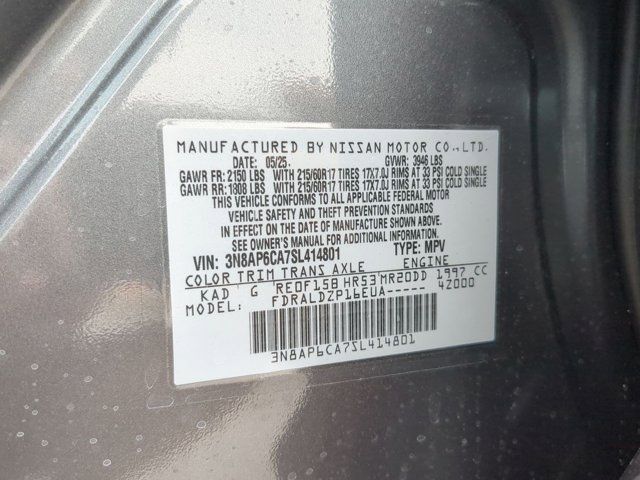 MANUFACTURED BY NISSAN MOTOR CO., LTD.
DATE: 05/25 GVWR: 3946 LBS
GAWR FR: 2150 LBS WITH 215/60R17 TIRES 17X7.0J RIMS AT 33 PSI COLD SINGLE
GAWR RR: 1808 LBS WITH 215/60R17 TIRES 17X7.0J RIMS AT 33 PSI COLD SINGLE
THIS VEHICLE CONFORMS TO ALL APPLICABLE FEDERAL MOTOR
VEHICLE SAFETY AND THEFT PREVENTION STANDARDS
IN EFFECT ON THE DATE OF MANUFACTURE SHOWN ABOVE.
SEE OWNER'S MANUAL FOR ADDITIONAL INFORMATION.
VIN: 3N8AP6CA7SL414801 TYPE: MPV
COLOR TRIM TRANS AXLE ENGINE
KAD G RE0F15B HR53 MR20DD 1997 CC
MODEL: FDRALDZP16EUA----- 4Z000
3N8AP6CA7SL414801